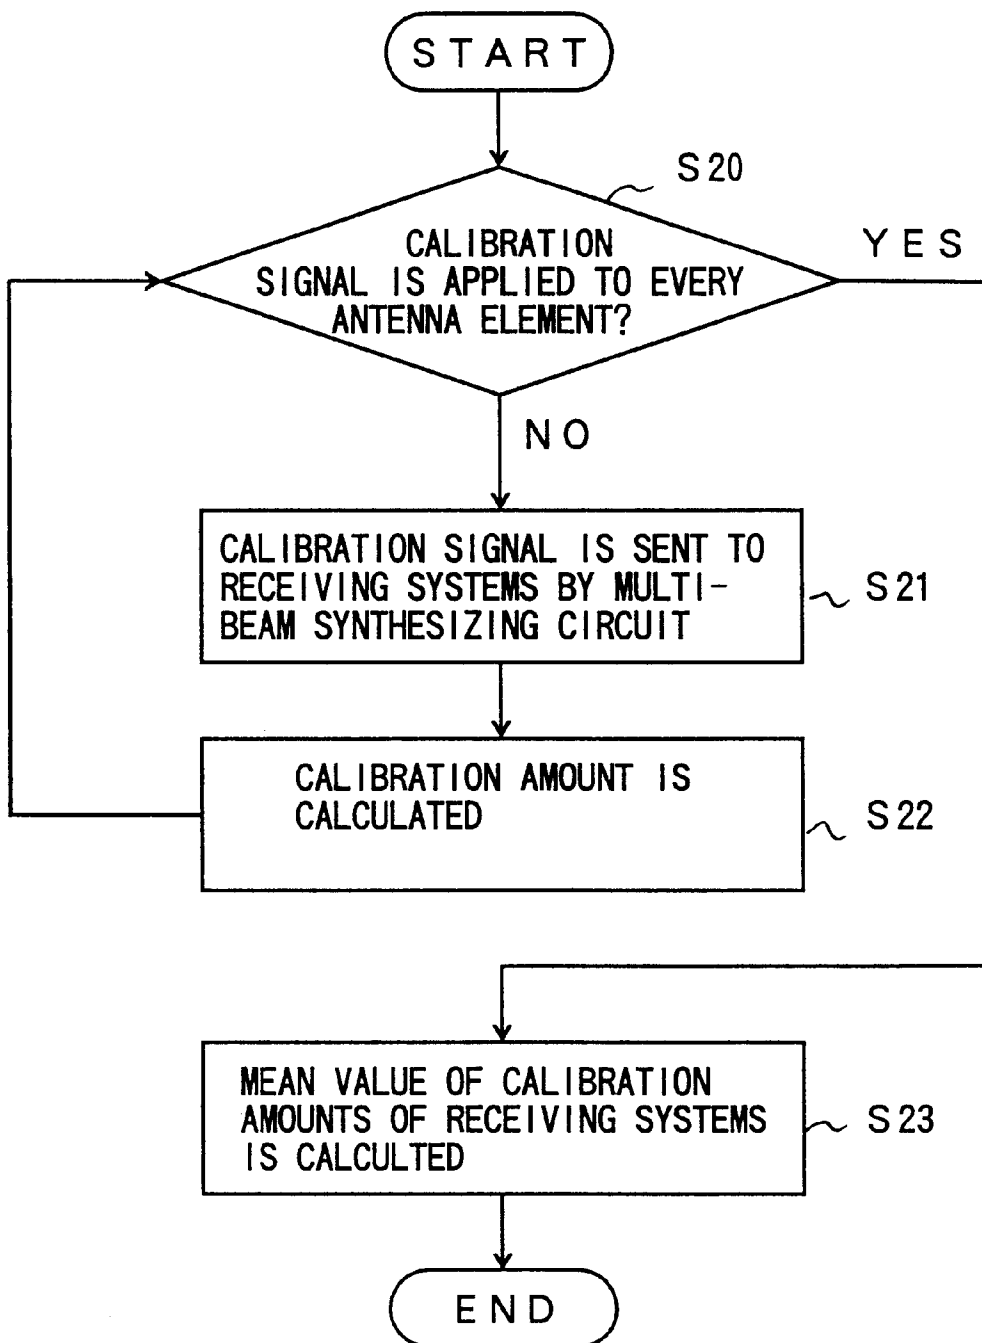 START
S20
CALIBRATION
SIGNAL IS APPLIED TO EVERY
ANTENNA ELEMENT?
YES
NO
CALIBRATION SIGNAL IS SENT TO
RECEIVING SYSTEMS BY MULTI-
BEAM SYNTHESIZING CIRCUIT
S21
CALIBRATION AMOUNT IS
CALCULATED
S22
MEAN VALUE OF CALIBRATION
AMOUNTS OF RECEIVING SYSTEMS
IS CALCULTED
S23
END